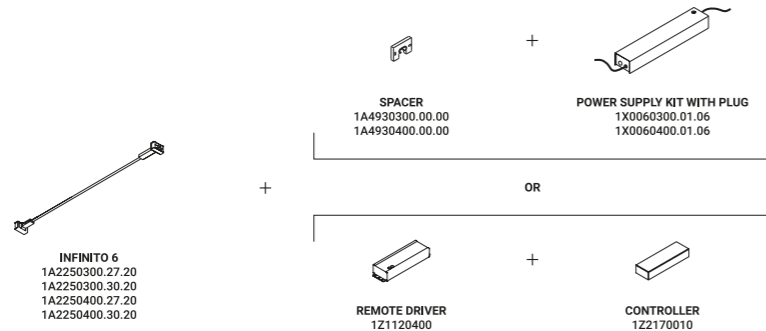 SPACER
1A4930300.00.00
1A4930400.00.00
+
POWER SUPPLY KIT WITH PLUG
1X0060300.01.06
1X0060400.01.06
INFINITO 6
1A2250300.27.20
1A2250300.30.20
1A2250400.27.20
1A2250400.30.20
+
OR
REMOTE DRIVER
1Z1120400
+
CONTROLLER
1Z2170010